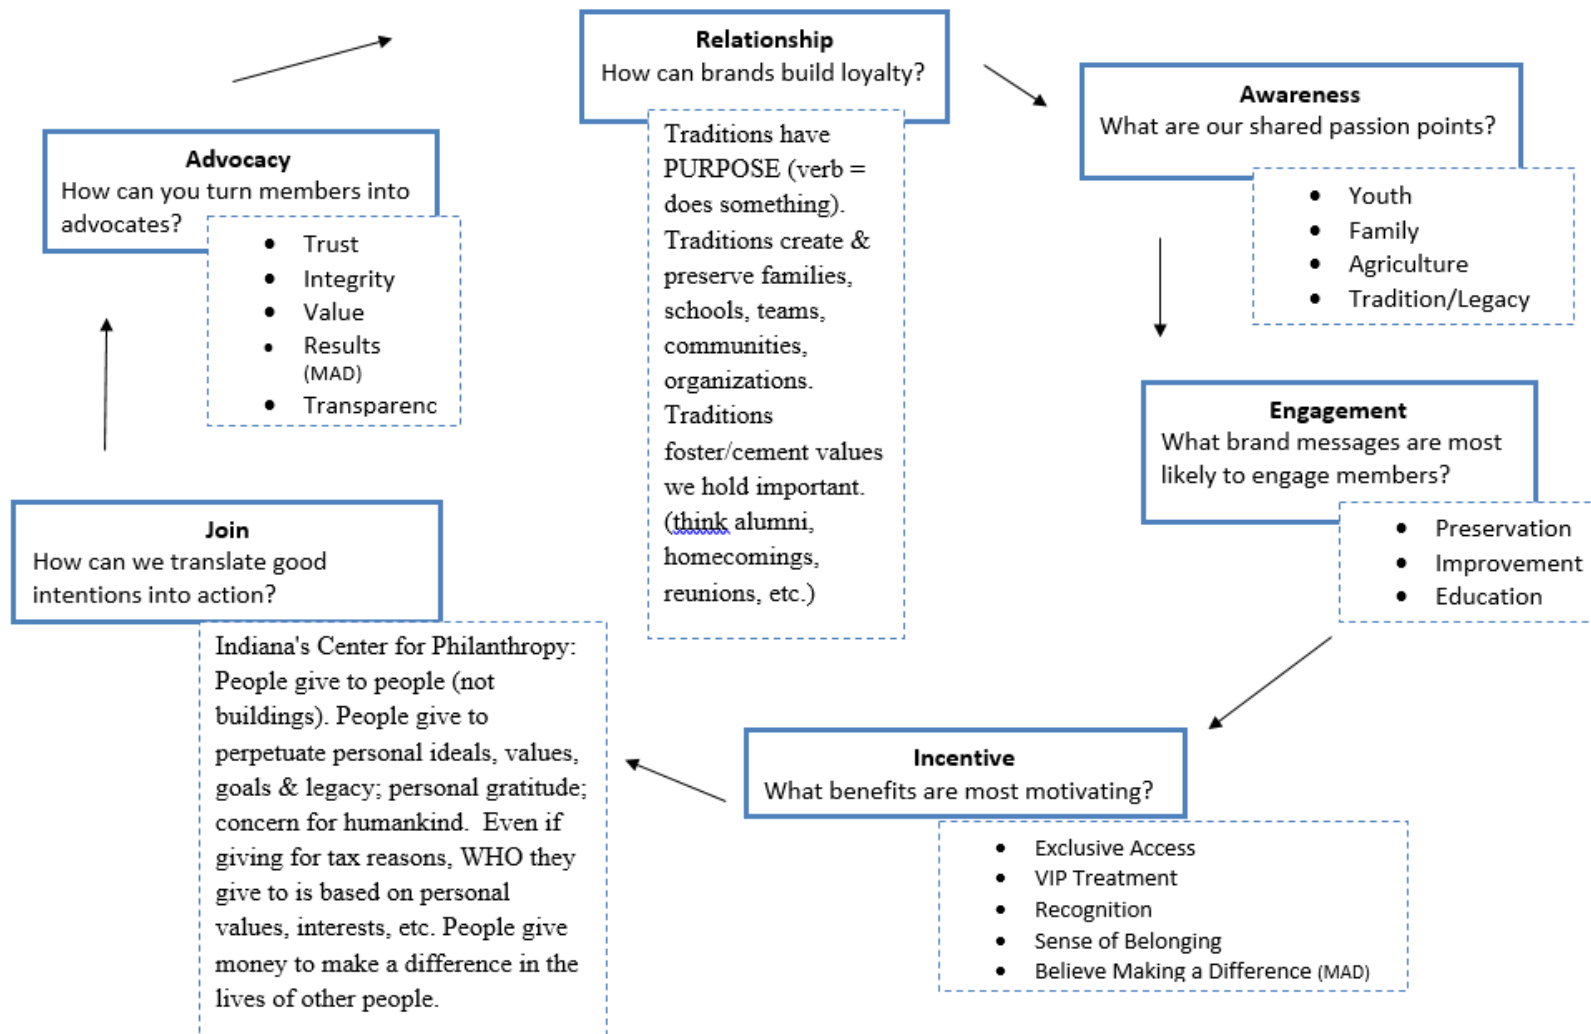 Relationship
How can brands build loyalty?
Traditions have
PURPOSE (verb =
does something).
Traditions create &
preserve families,
schools, teams,
communities,
organizations.
Traditions
foster/cement values
we hold important.
(think alumni,
homecomings,
reunions, etc.)
Awareness
What are our shared passion points?
• Youth
• Family
• Agriculture
• Tradition/Legacy
Engagement
What brand messages are most
likely to engage members?
• Preservation
• Improvement
• Education
Incentive
What benefits are most motivating?
• Exclusive Access
• VIP Treatment
• Recognition
• Sense of Belonging
• Believe Making a Difference (MAD)
Join
How can we translate good
intentions into action?
Indiana's Center for Philanthropy:
People give to people (not
buildings). People give to
perpetuate personal ideals, values,
goals & legacy; personal gratitude;
concern for humankind.  Even if
giving for tax reasons, WHO they
give to is based on personal
values, interests, etc. People give
money to make a difference in the
lives of other people.
Advocacy
How can you turn members into
advocates?
• Trust
• Integrity
• Value
• Results
(MAD)
• Transparenc